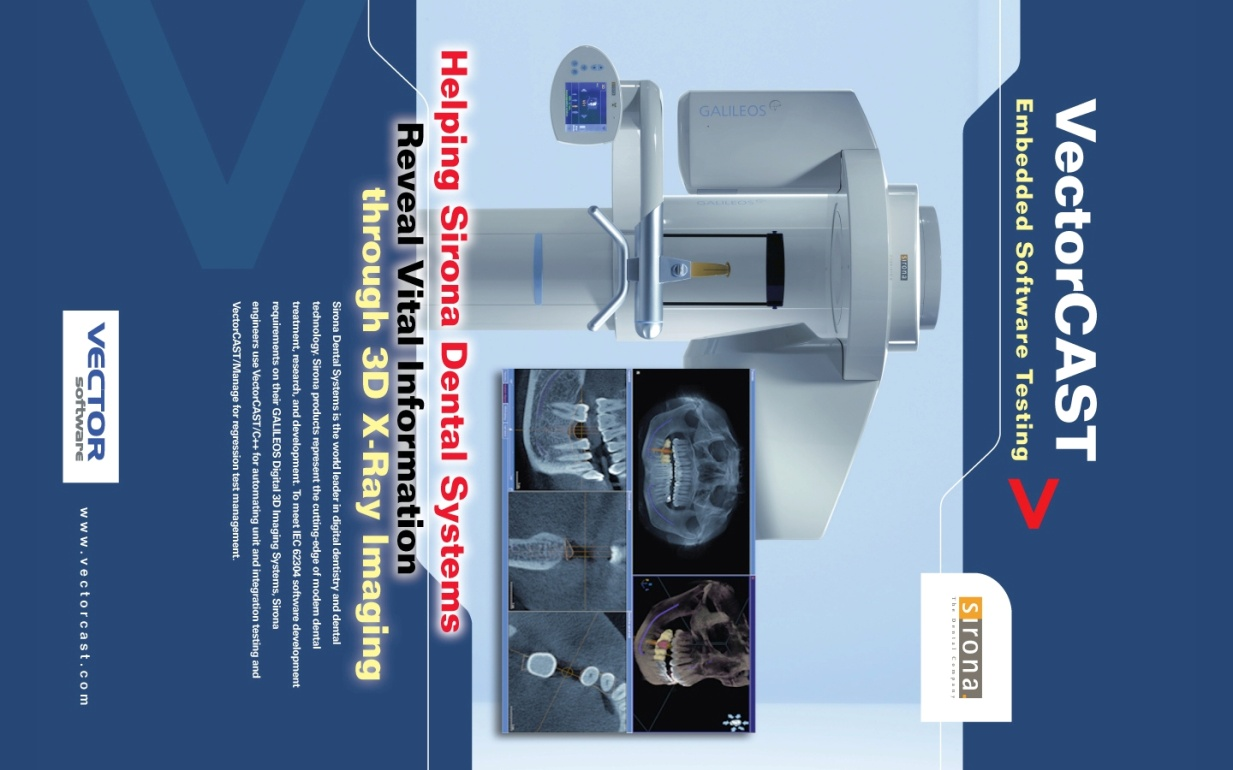 VectorCAST
Embedded Software Testing
sirona.
The Dental Company
sirona
GALILEOS
GALILEOS
Helping Sirona Dental Systems
Reveal Vital Information
through 3D X-Ray Imaging
Sirona Dental Systems is the world leader in digital dentistry and dental
technology. Sirona products represent the cutting-edge of modern dental
treatment, research, and development. To meet IEC 62304 software development
requirements on their GALILEOS Digital 3D Imaging Systems, Sirona
engineers use VectorCAST/C++ for automating unit and integration testing and
VectorCAST/Manage for regression test management.
VECTOR
software
www.vectorcast.com